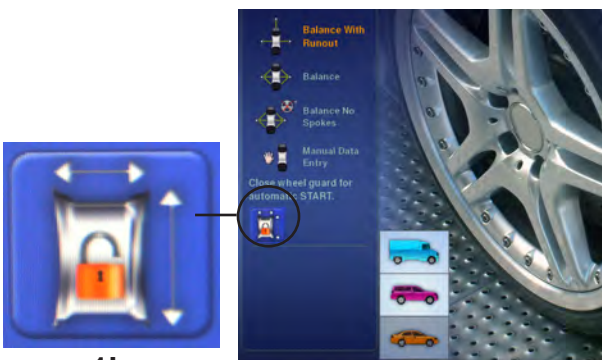 Balance With
Runout
Balance
Balance No
Spokes
Manual Data
Entry
Close wheel guard for
automatic START.